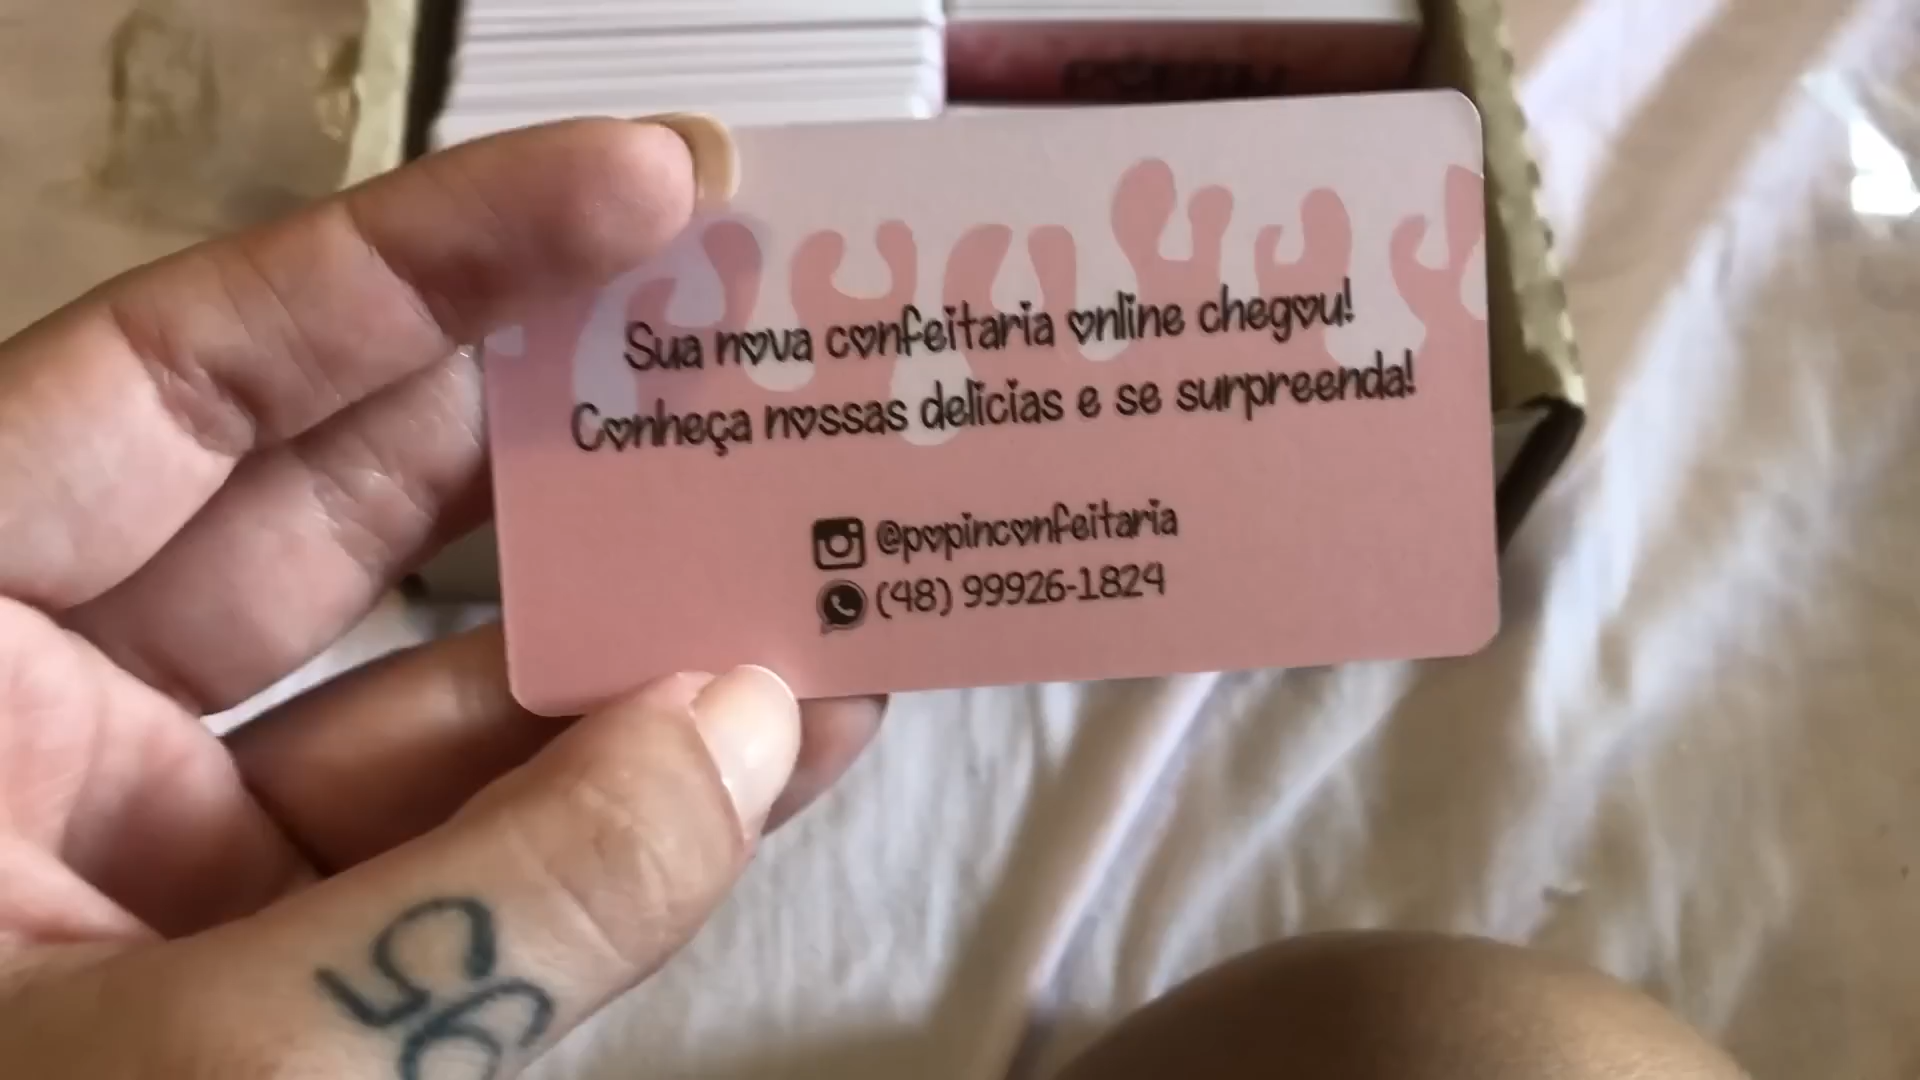 Sua nova confeitaria online chegou!
Conheça nossas delicias e se surpreenda!
@popinconfeitaria
(48) 99926-1824